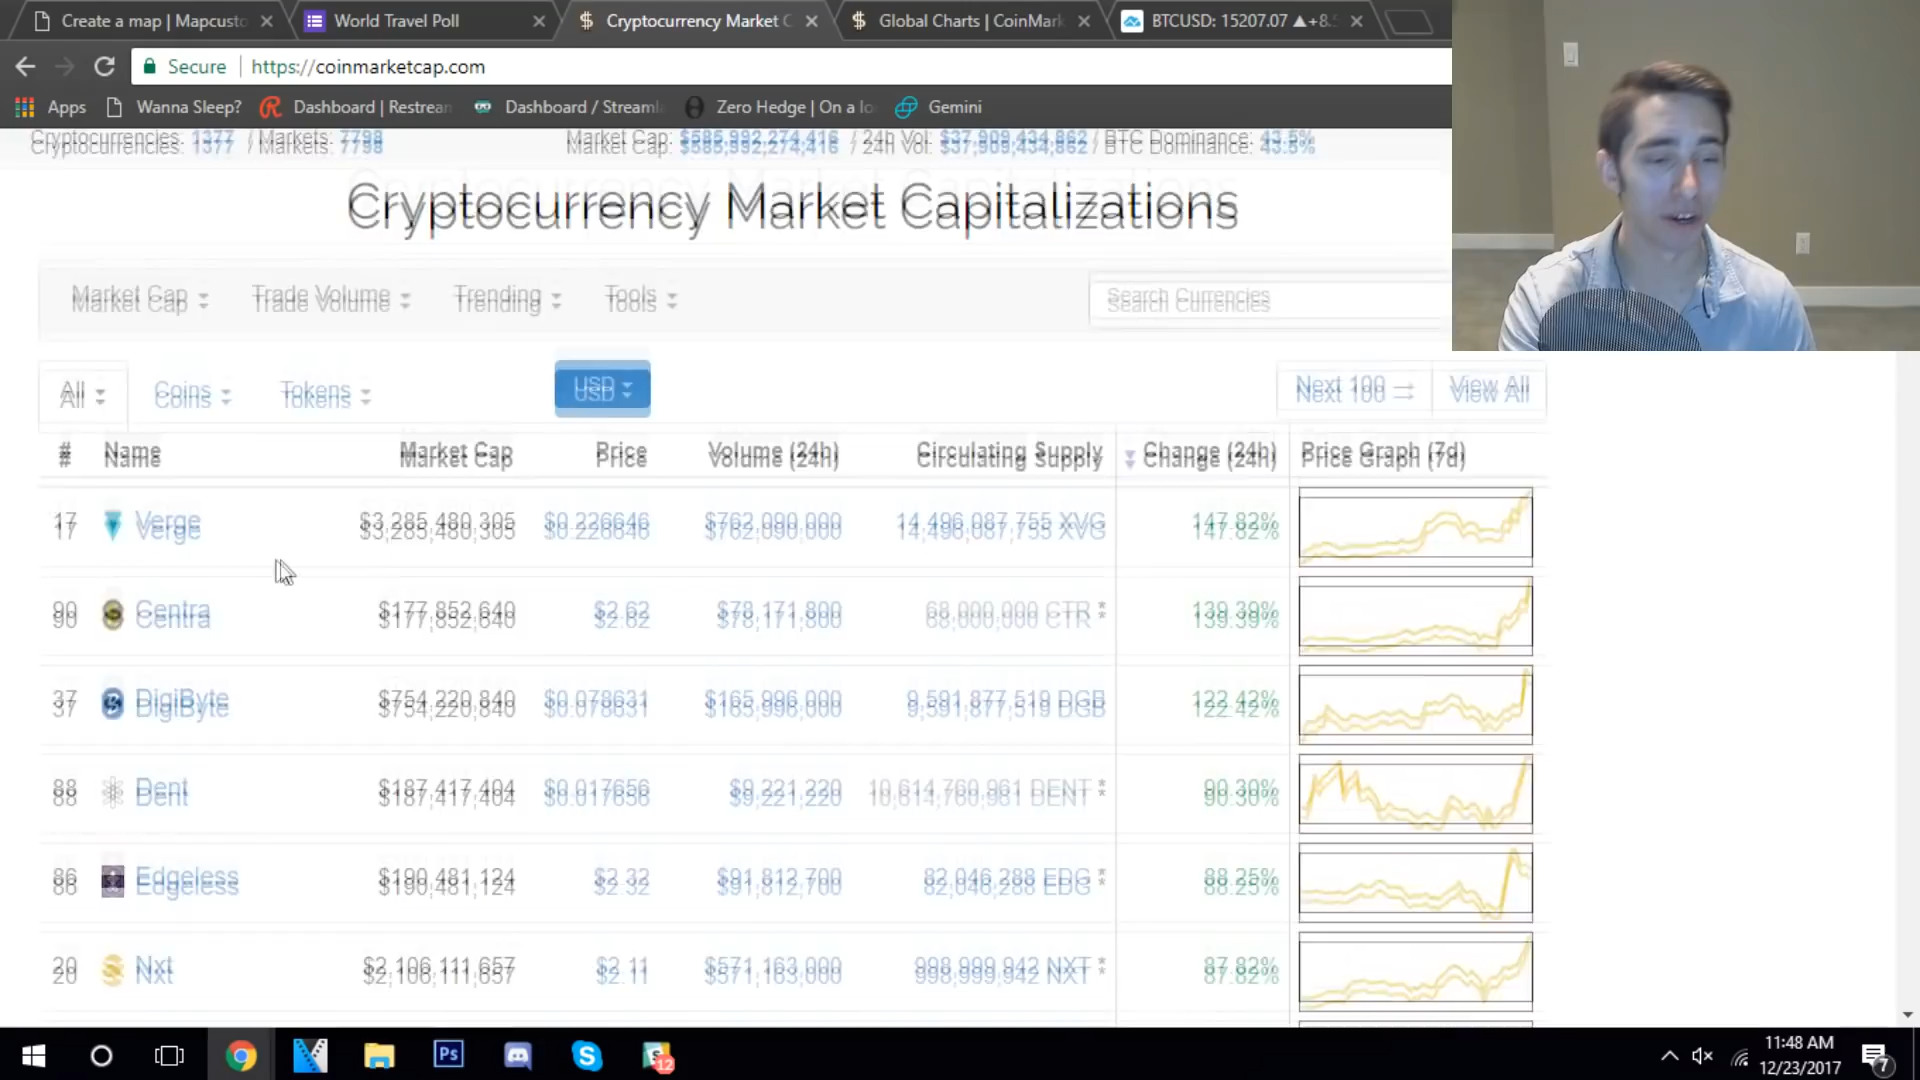 Create a map | Mapcusto
World Travel Poll
$ Cryptocurrency Market C
$ Global Charts | CoinMark
BTCUSD: 15207.07 ▲+8.
Secure | https://coinmarketcap.com
Apps
Wanna Sleep?
Dashboard | Restrean
Dashboard / Streaml
Zero Hedge | On a lo
Gemini
Cryptocurrencies: 1377 / Markets: 7798
Market Cap: $585,992,274,416 / 24h Vol: $37,909,434,862 / BTC Dominance: 43.5%
Cryptocurrency Market Capitalizations
Market Cap Trade Volume Trending Tools Search Currencies
All Coins Tokens USD Next 100 → View All
# Name Market Cap Price Volume (24h) Circulating Supply Change (24h) Price Graph (7d)
17 Verge $3,285,480,305 $0.226646 $762,090,000 14,496,087,755 XVG 147.82%
90 Centra $177,852,640 $2.62 $78,171,800 68,000,000 CTR * 139.39%
37 DigiByte $754,220,840 $0.078631 $165,996,000 9,591,877,519 DGB 122.42%
88 Dent $187,417,404 $0.017656 $9,221,220 10,614,760,961 DENT * 90.30%
86 Edgeless $190,481,124 $2.32 $91,812,700 82,046,288 EDG * 88.25%
20 Nxt $2,106,111,657 $2.11 $571,163,000 998,999,942 NXT * 87.82%
Ps
12
11:48 AM
12/23/2017
7